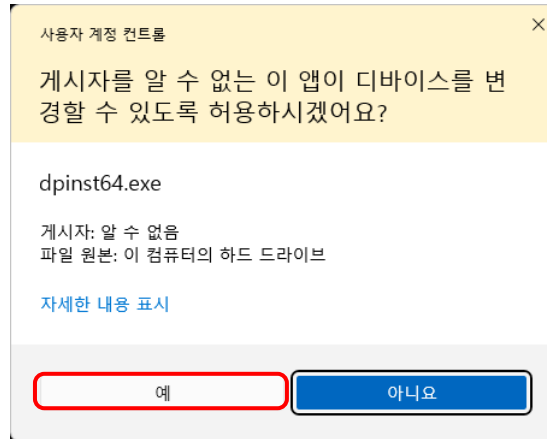 사용자 계정 컨트롤
게시자를 알 수 없는 이 앱이 디바이스를 변
경할 수 있도록 허용하시겠어요?
dpinst64.exe
게시자: 알 수 없음
파일 원본: 이 컴퓨터의 하드 드라이브
자세한 내용 표시
예
아니요